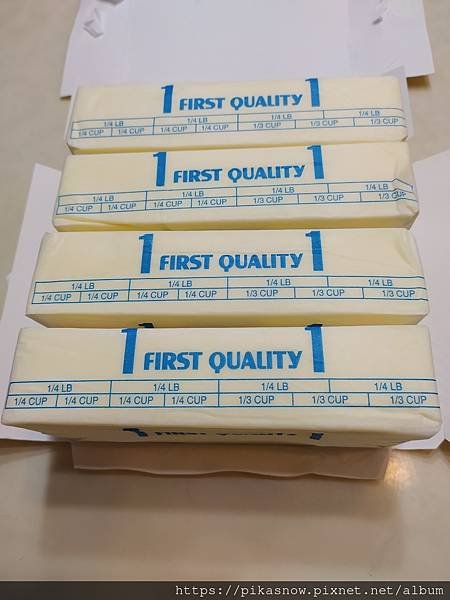 1 FIRST QUALITY 1
1/4 LB 1/4 LB 1/4 LB
1/4 CUP 1/4 CUP 1/4 CUP 1/4 CUP 1/3 CUP 1/3 CUP 1/3 CUP
1 FIRST QUALITY 1
1/4 LB 1/4 LB 1/4 LB 1/4 LB
1/4 CUP 1/4 CUP 1/4 CUP 1/4 CUP 1/3 CUP 1/3 CUP
1 FIRST QUALITY 1
1/4 LB 1/4 LB 1/4 LB 1/4 LB
1/4 CUP 1/4 CUP 1/4 CUP 1/4 CUP 1/3 CUP 1/3 CUP 1/3 CUP
1 FIRST QUALITY 1
1/4 LB 1/4 LB 1/4 LB 1/4 LB
1/4 CUP 1/4 CUP 1/4 CUP 1/4 CUP 1/3 CUP 1/3 CUP 1/3 CUP
1 FIRST QUALITY 1
https://pikasnow.pixnet.net/album